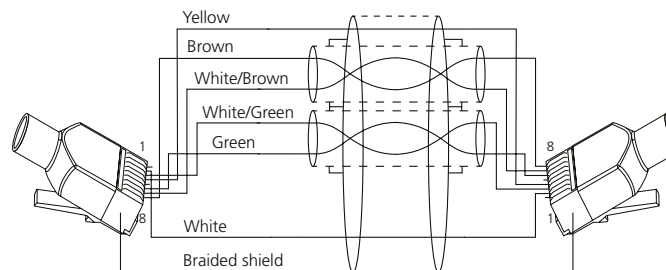 Yellow
Brown
White/Brown
White/Green
1
8
Green
8
1
White
Braided shield